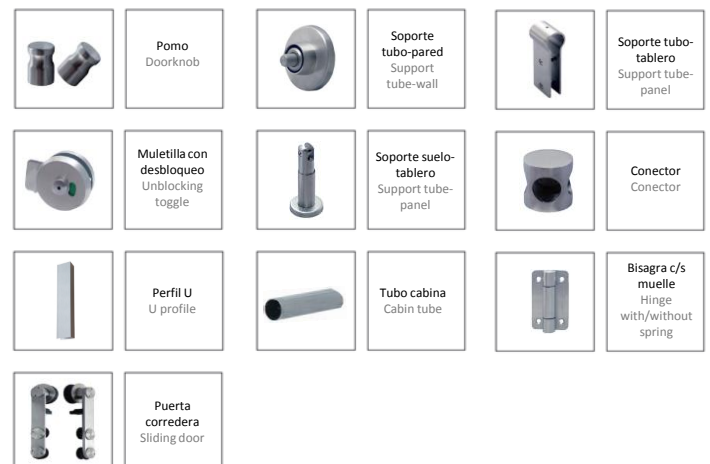 Pomo
Doorknob
Soporte
tubo-pared
Support
tube-wall
Soporte tubo-
tablero
Support tube-
panel
Muletilla con
desbloqueo
Unblocking
toggle
Soporte suelo-
tablero
Support tube-
panel
Conector
Conector
Perfil U
U profile
Tubo cabina
Cabin tube
Bisagra c/s
muelle
Hinge
with/without
spring
Puerta
corredera
Sliding door